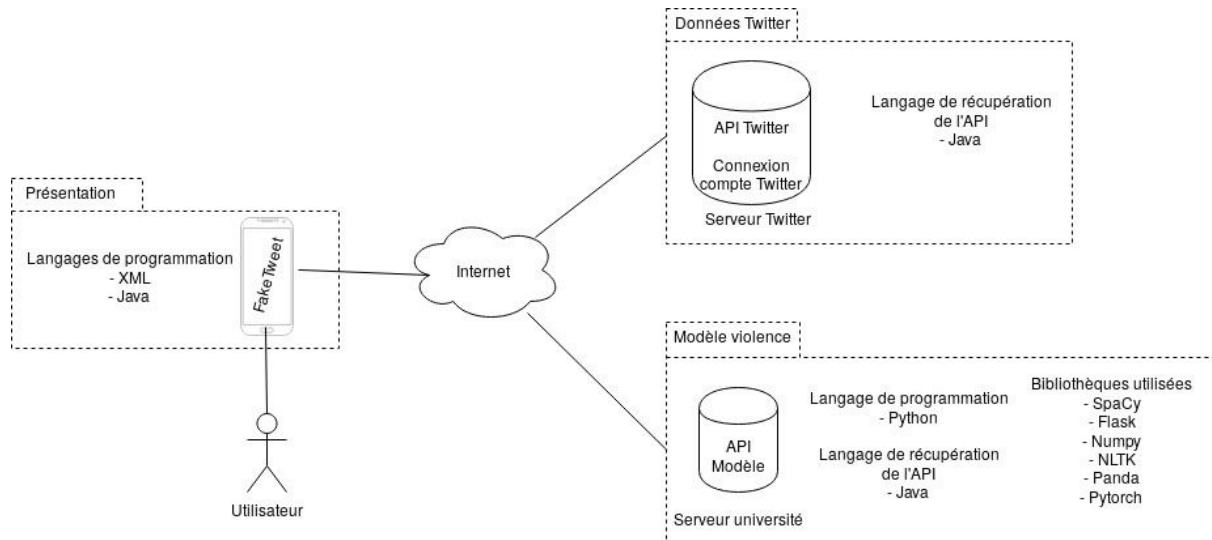 Données Twitter
API Twitter
Connexion
compte Twitter
Serveur Twitter
Langage de récupération
de l'API
- Java
Présentation
Langages de programmation
- XML
- Java
FakeTweet
Utilisateur
Internet
Modèle violence
API
Modèle
Serveur université
Langage de programmation
- Python
Langage de récupération
de l'API
- Java
Bibliothèques utilisées
- SpaCy
- Flask
- Numpy
- NLTK
- Panda
- Pytorch